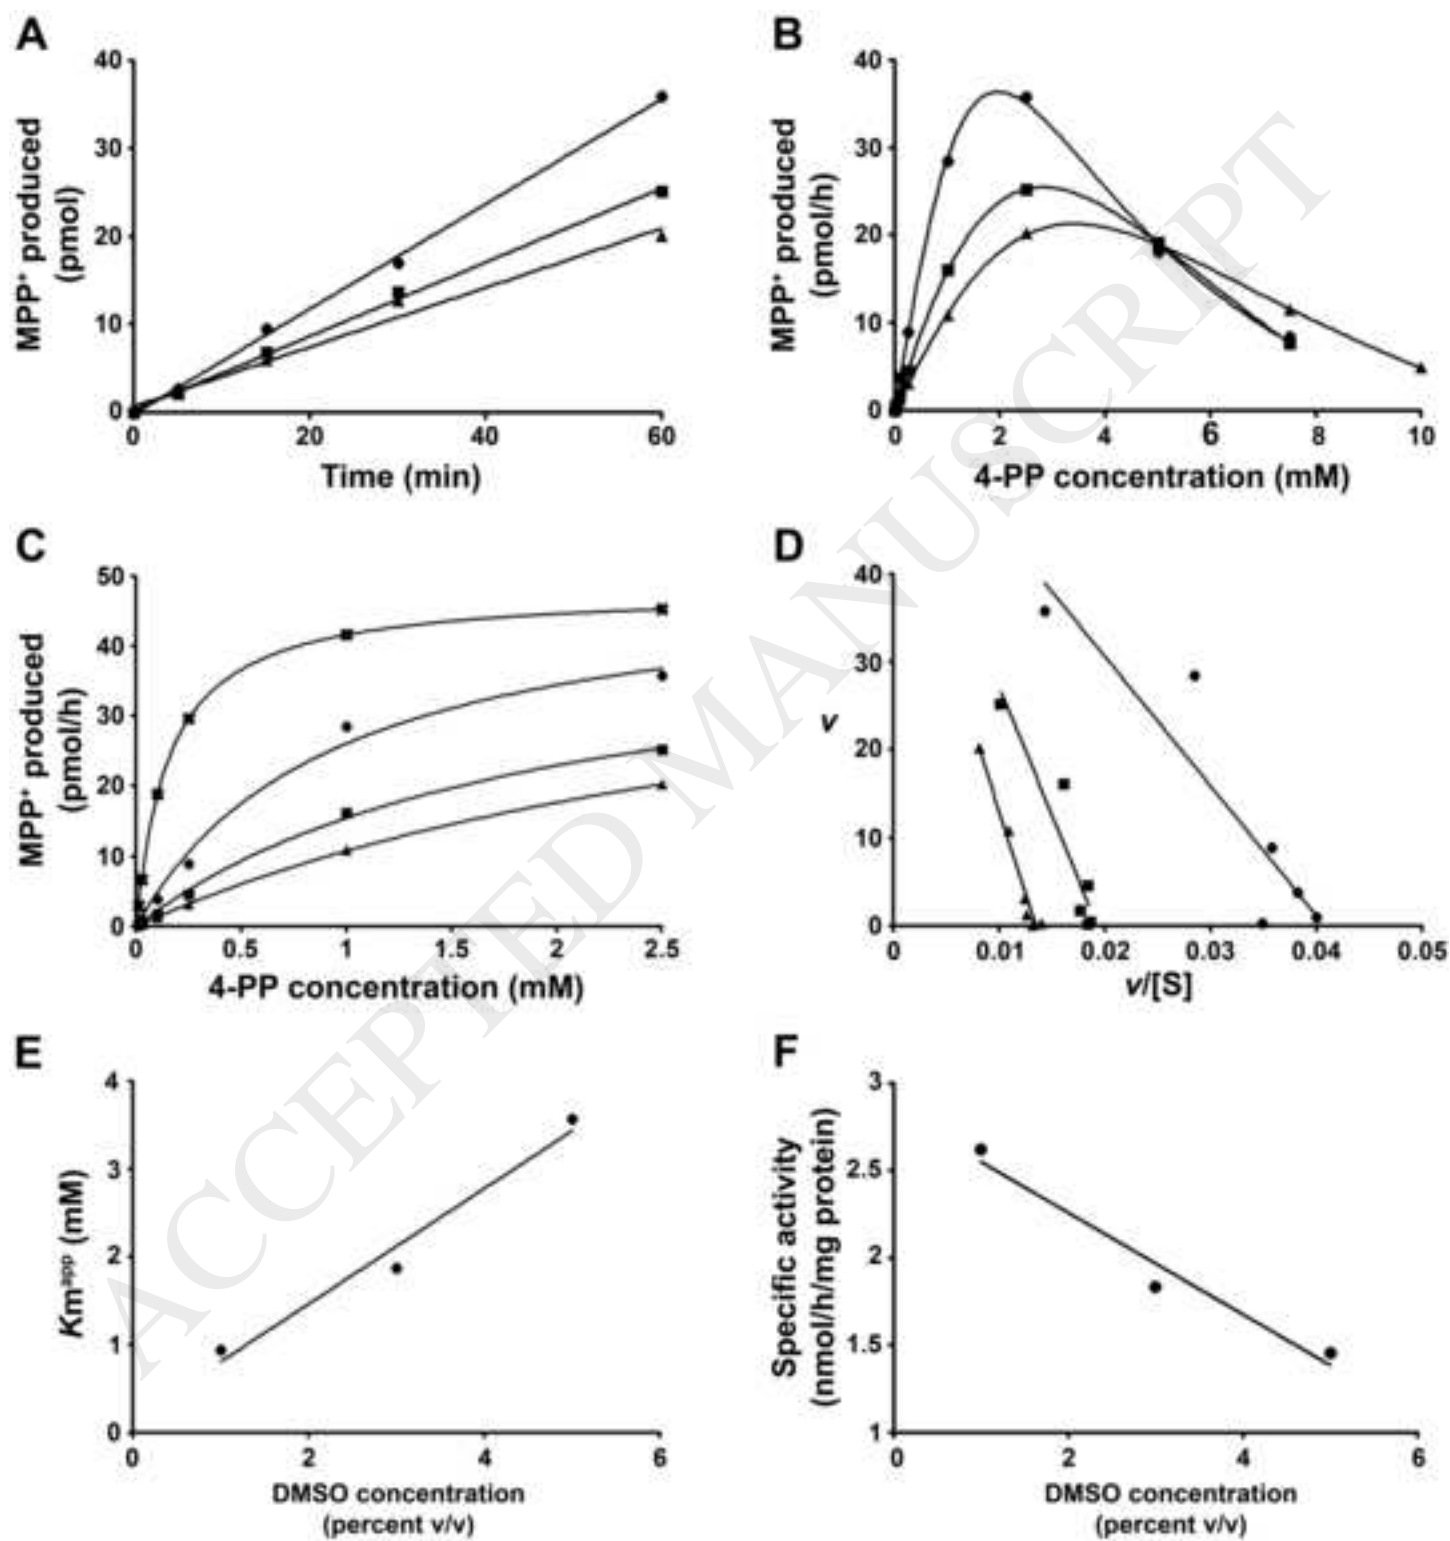 A
40
30
20
10
0
MPP⁺ produced
(pmol)
0 20 40 60
Time (min)
B
40
30
20
10
0
MPP⁺ produced
(pmol/h)
0 2 4 6 8 10
4-PP concentration (mM)
C
50
40
30
20
10
0
MPP⁺ produced
(pmol/h)
0 0.5 1 1.5 2 2.5
4-PP concentration (mM)
D
40
30
20
10
0
v
0 0.01 0.02 0.03 0.04 0.05
v/[S]
E
4
3
2
1
0
Kmᵃᵖᵖ (mM)
0 2 4 6
DMSO concentration
(percent v/v)
F
3
2.5
2
1.5
1
Specific activity
(nmol/h/mg protein)
0 2 4 6
DMSO concentration
(percent v/v)
ACCEPTED MANUSCRIPT